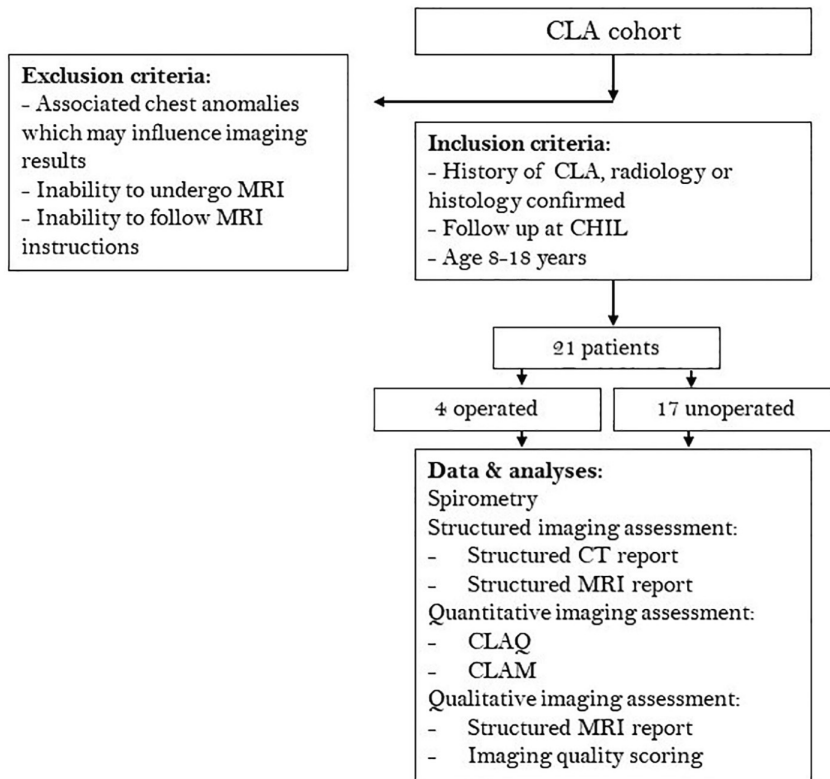 CLA cohort
Exclusion criteria:
- Associated chest anomalies
which may influence imaging
results
- Inability to undergo MRI
- Inability to follow MRI
instructions
Inclusion criteria:
- History of CLA, radiology or
histology confirmed
- Follow up at CHIL
- Age 8-18 years
21 patients
4 operated
17 unoperated
Data & analyses:
Spirometry
Structured imaging assessment:
- Structured CT report
- Structured MRI report
Quantitative imaging assessment:
- CLAQ
- CLAM
Qualitative imaging assessment:
- Structured MRI report
- Imaging quality scoring